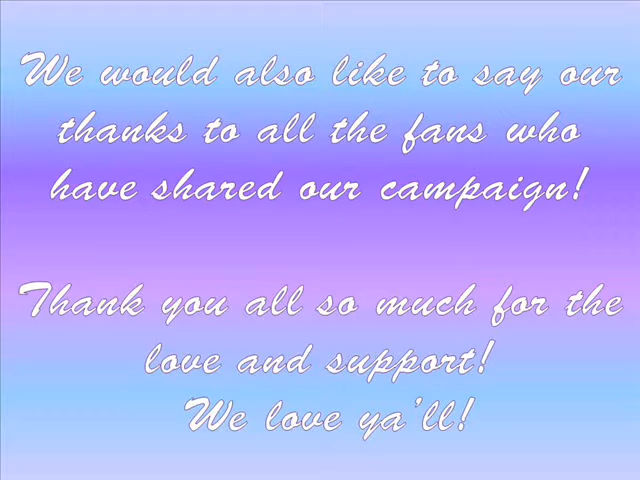 We would also like to say our
thanks to all the fans who
have shared our campaign!
Thank you all so much for the
love and support!
We love ya'll!